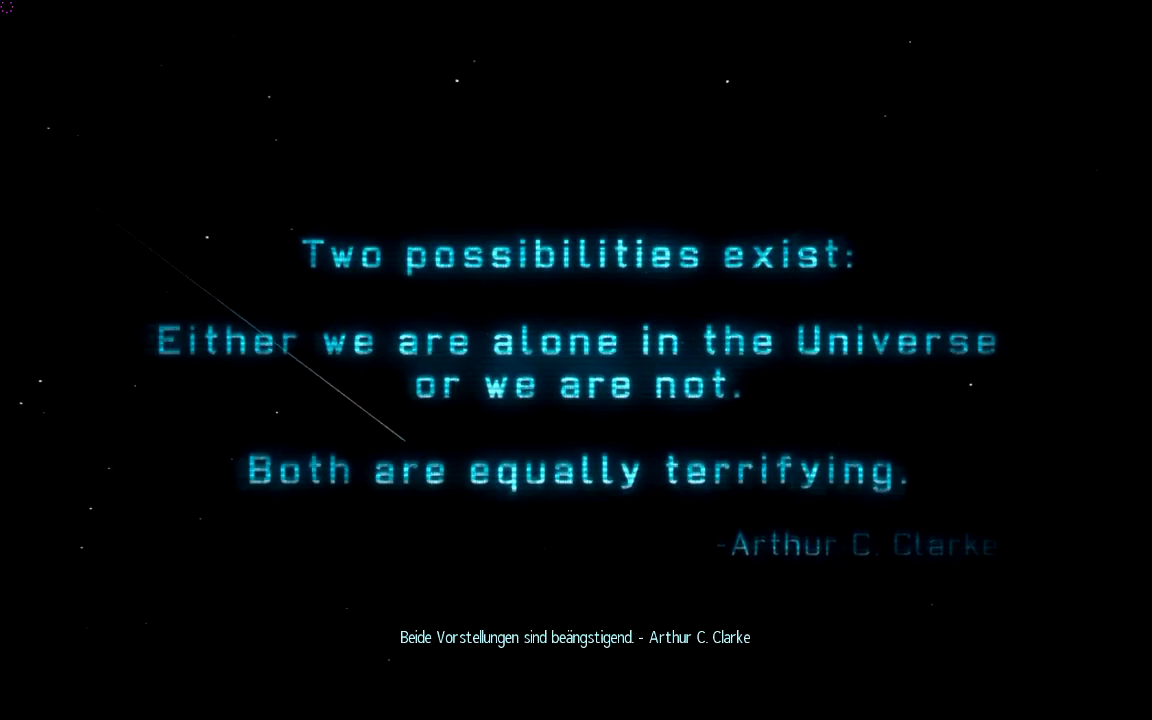 Two possibilities exist:
Either we are alone in the Universe
or we are not.
Both are equally terrifying.
-Arthur C. Clarke
Beide Vorstellungen sind beängstigend. - Arthur C. Clarke